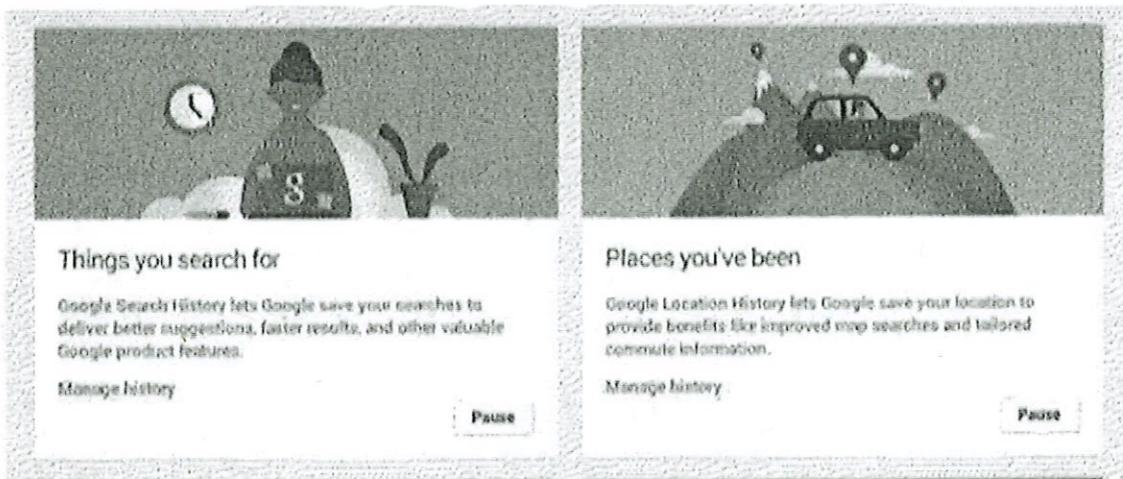 g
Things you search for
Google Search History lets Google save your searches to
deliver better suggestions, faster results, and other valuable
Google product features.
Manage history
Pause
Places you've been
Google Location History lets Google save your location to
provide benefits like improved map searches and tailored
commute information.
Manage history
Pause